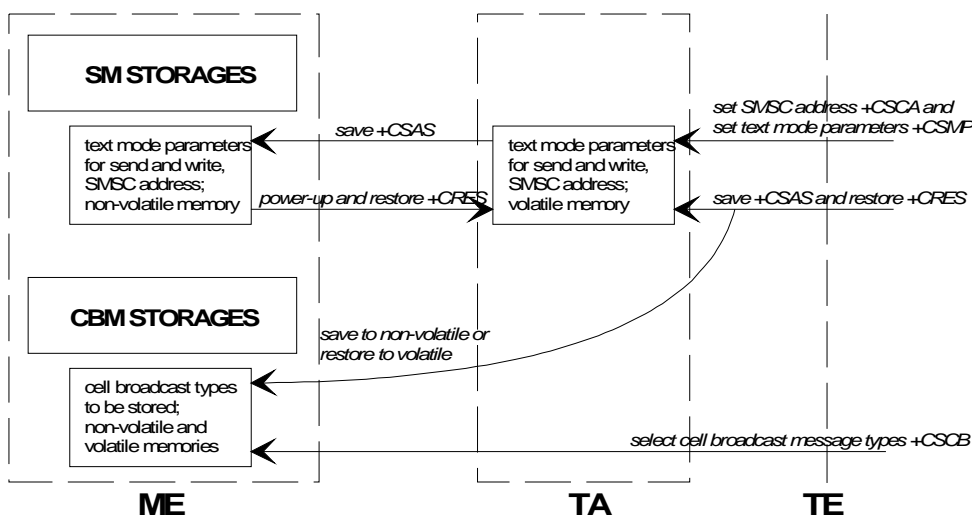 SM STORAGES
set SMSC address +CSCA and
set text mode parameters +CSMP
save +CSAS
text mode parameters
for send and write,
SMSC address;
non-volatile memory
text mode parameters
for send and write,
SMSC address;
volatile memory
power-up and restore +CRES
save +CSAS and restore +CRES
CBM STORAGES
save to non-volatile or
restore to volatile
cell broadcast types
to be stored;
non-volatile and
volatile memories
select cell broadcast message types +CSCB
ME
TA
TE